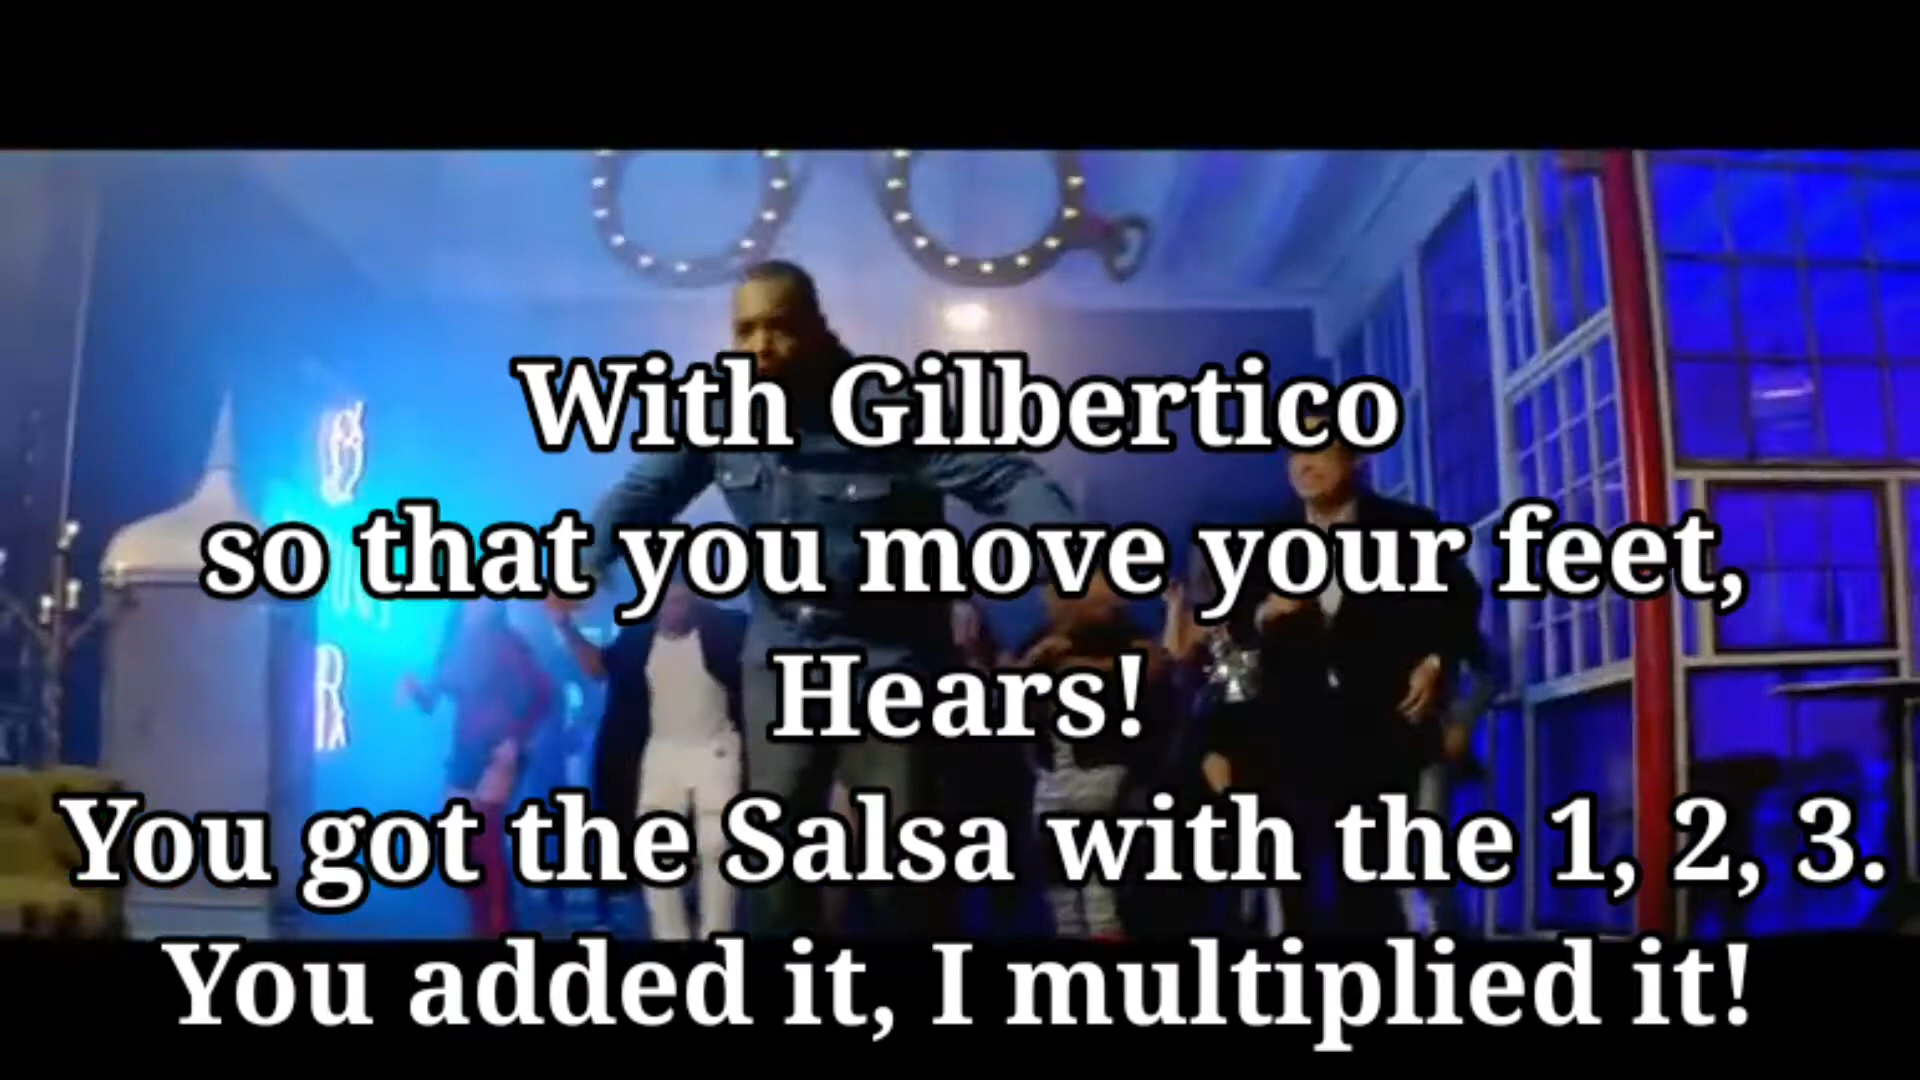 With Gilbertico
so that you move your feet,
Hears!
You got the Salsa with the 1, 2, 3.
You added it, I multiplied it!